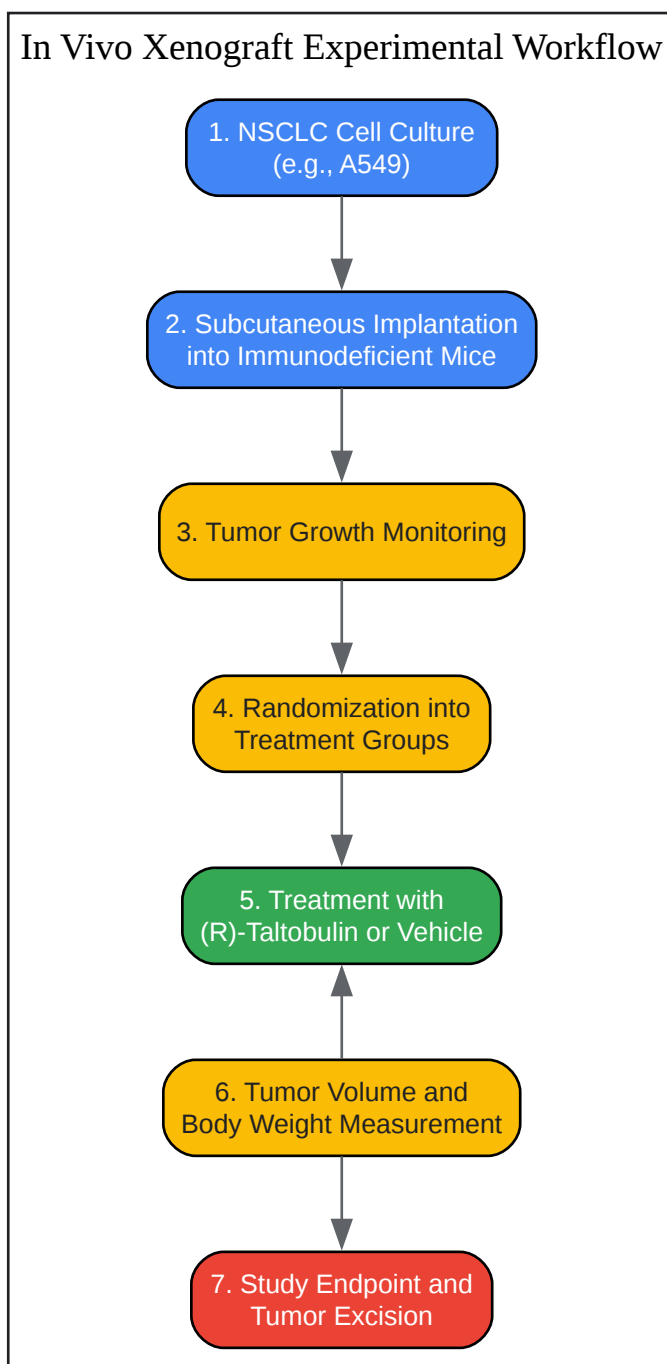 In Vivo Xenograft Experimental Workflow
1. NSCLC Cell Culture
(e.g., A549)
2. Subcutaneous Implantation
into Immunodeficient Mice
3. Tumor Growth Monitoring
4. Randomization into
Treatment Groups
5. Treatment with
(R)-Taltobulin or Vehicle
6. Tumor Volume and
Body Weight Measurement
7. Study Endpoint and
Tumor Excision